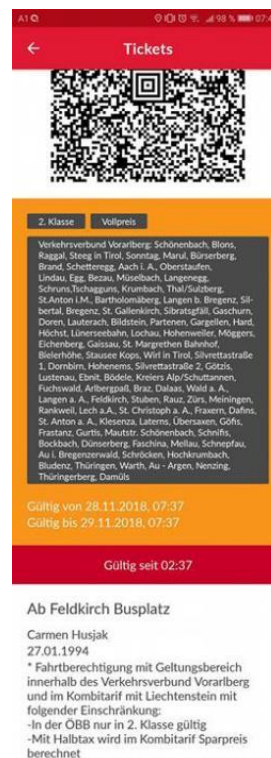 A1
98 % 07:4
Tickets
2. Klasse Vollpreis
Verkehrsverbund Vorarlberg: Schönenbach, Blons,
Raggal, Steeg in Tirol, Sonntag, Marul, Bürserberg,
Brand, Schetteregg, Aach i. A., Oberstaufen,
Lindau, Egg, Bezau, Müselbach, Langenegg,
Schruns,Tschagguns, Krumbach, Thal/Sulzberg,
St.Anton i.M., Bartholomäberg, Langen b. Bregenz, Sil-
bertal, Bregenz, St. Gallenkirch, Sibratsgfäll, Gaschurn,
Doren, Lauterach, Bildstein, Partenen, Gargellen, Hard,
Höchst, Lünerseebahn, Lochau, Hohenweiler, Möggers,
Eichenberg, Gaissau, St. Margrethen Bahnhof,
Bielerhöhe, Stausee Kops, Wirl in Tirol, Silvrettastraße
1, Dornbirn, Hohenems, Silvrettastraße 2, Götzis,
Lustenau, Ebnit, Bödele, Kreiers Alp/Schuttannen,
Fuchswald, Arlbergpaß, Braz, Dalaas, Wald a. A.,
Langen a. A., Feldkirch, Stuben, Rauz, Zürs, Meiningen,
Rankweil, Lech a.A., St. Christoph a. A., Fraxern, Dafins,
St. Anton a. A., Klesenza, Laterns, Übersaxen, Göfis,
Frastanz, Gurtis, Mautstr. Schönenbach, Schnifis,
Bockbach, Dünserberg, Faschina, Mellau, Schnepfau,
Au i. Bregenzerwald, Schröcken, Hochkrumbach,
Bludenz, Thüringen, Warth, Au - Argen, Nenzing,
Thüringerberg, Damüls
Gültig von 28.11.2018, 07:37
Gültig bis 29.11.2018, 07:37
Gültig seit 02:37
Ab Feldkirch Busplatz
Carmen Husjak
27.01.1994
* Fahrtberechtigung mit Geltungsbereich
innerhalb des Verkehrsverbund Vorarlberg
und im Kombitarif mit Liechtenstein mit
folgender Einschränkung:
-In der ÖBB nur in 2. Klasse gültig
-Mit Halbtax wird im Kombitarif Sparpreis
berechnet